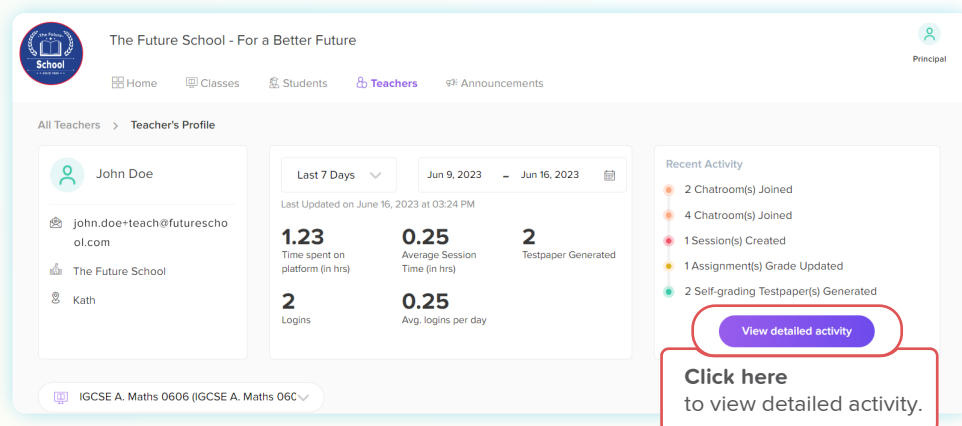 The Future
School
The Future School - For a Better Future
Principal
Home
Classes
Students
Teachers
Announcements
All Teachers > Teacher's Profile
John Doe
john.doe+teach@futurescho
ol.com
The Future School
Kath
Last 7 Days
Jun 9, 2023 – Jun 16, 2023
Last Updated on June 16, 2023 at 03:24 PM
1.23
Time spent on
platform (in hrs)
0.25
Average Session
Time (in hrs)
2
Testpaper Generated
2
Logins
0.25
Avg. logins per day
Recent Activity
2 Chatroom(s) Joined
4 Chatroom(s) Joined
1 Session(s) Created
1 Assignment(s) Grade Updated
2 Self-grading Testpaper(s) Generated
View detailed activity
Click here
to view detailed activity.
IGCSE A. Maths 0606 (IGCSE A. Maths 060